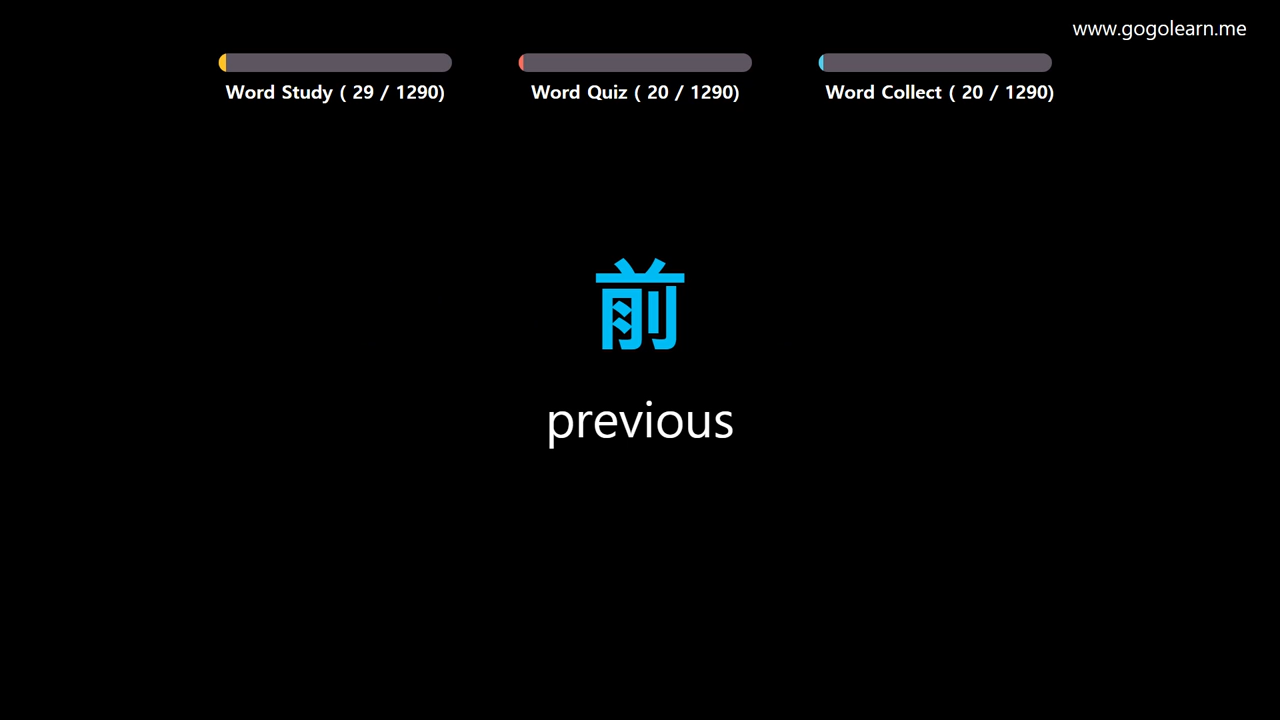 www.gogolearn.me
Word Study ( 29 / 1290)
Word Quiz ( 20 / 1290)
Word Collect ( 20 / 1290)
前
previous